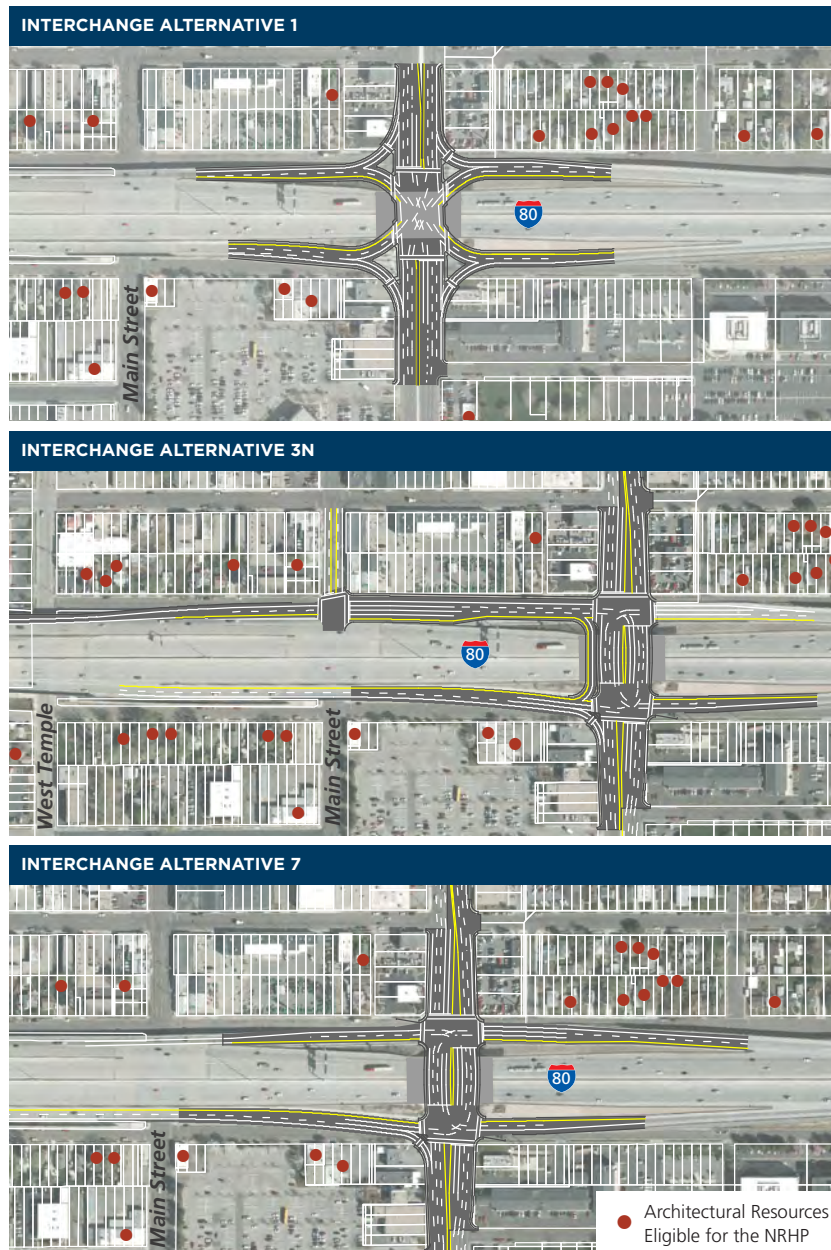 INTERCHANGE ALTERNATIVE 1
80
Main Street
INTERCHANGE ALTERNATIVE 3N
80
West Temple
Main Street
INTERCHANGE ALTERNATIVE 7
80
Main Street
Architectural Resources
Eligible for the NRHP